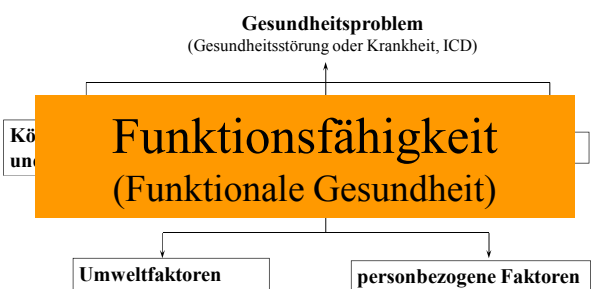 Gesundheitsproblem
(Gesundheitsstörung oder Krankheit, ICD)
Funktionsfähigkeit
(Funktionale Gesundheit)
Umweltfaktoren
personbezogene Faktoren